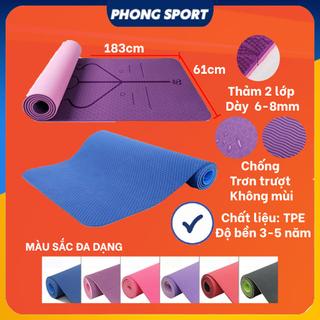 PHONG SPORT
183cm
61cm
Thảm 2 lớp
Dày 6-8mm
Chống
Trơn trượt
Không mùi
Chất liệu: TPE
Độ bền 3-5 năm
MÀU SẮC ĐA DẠNG